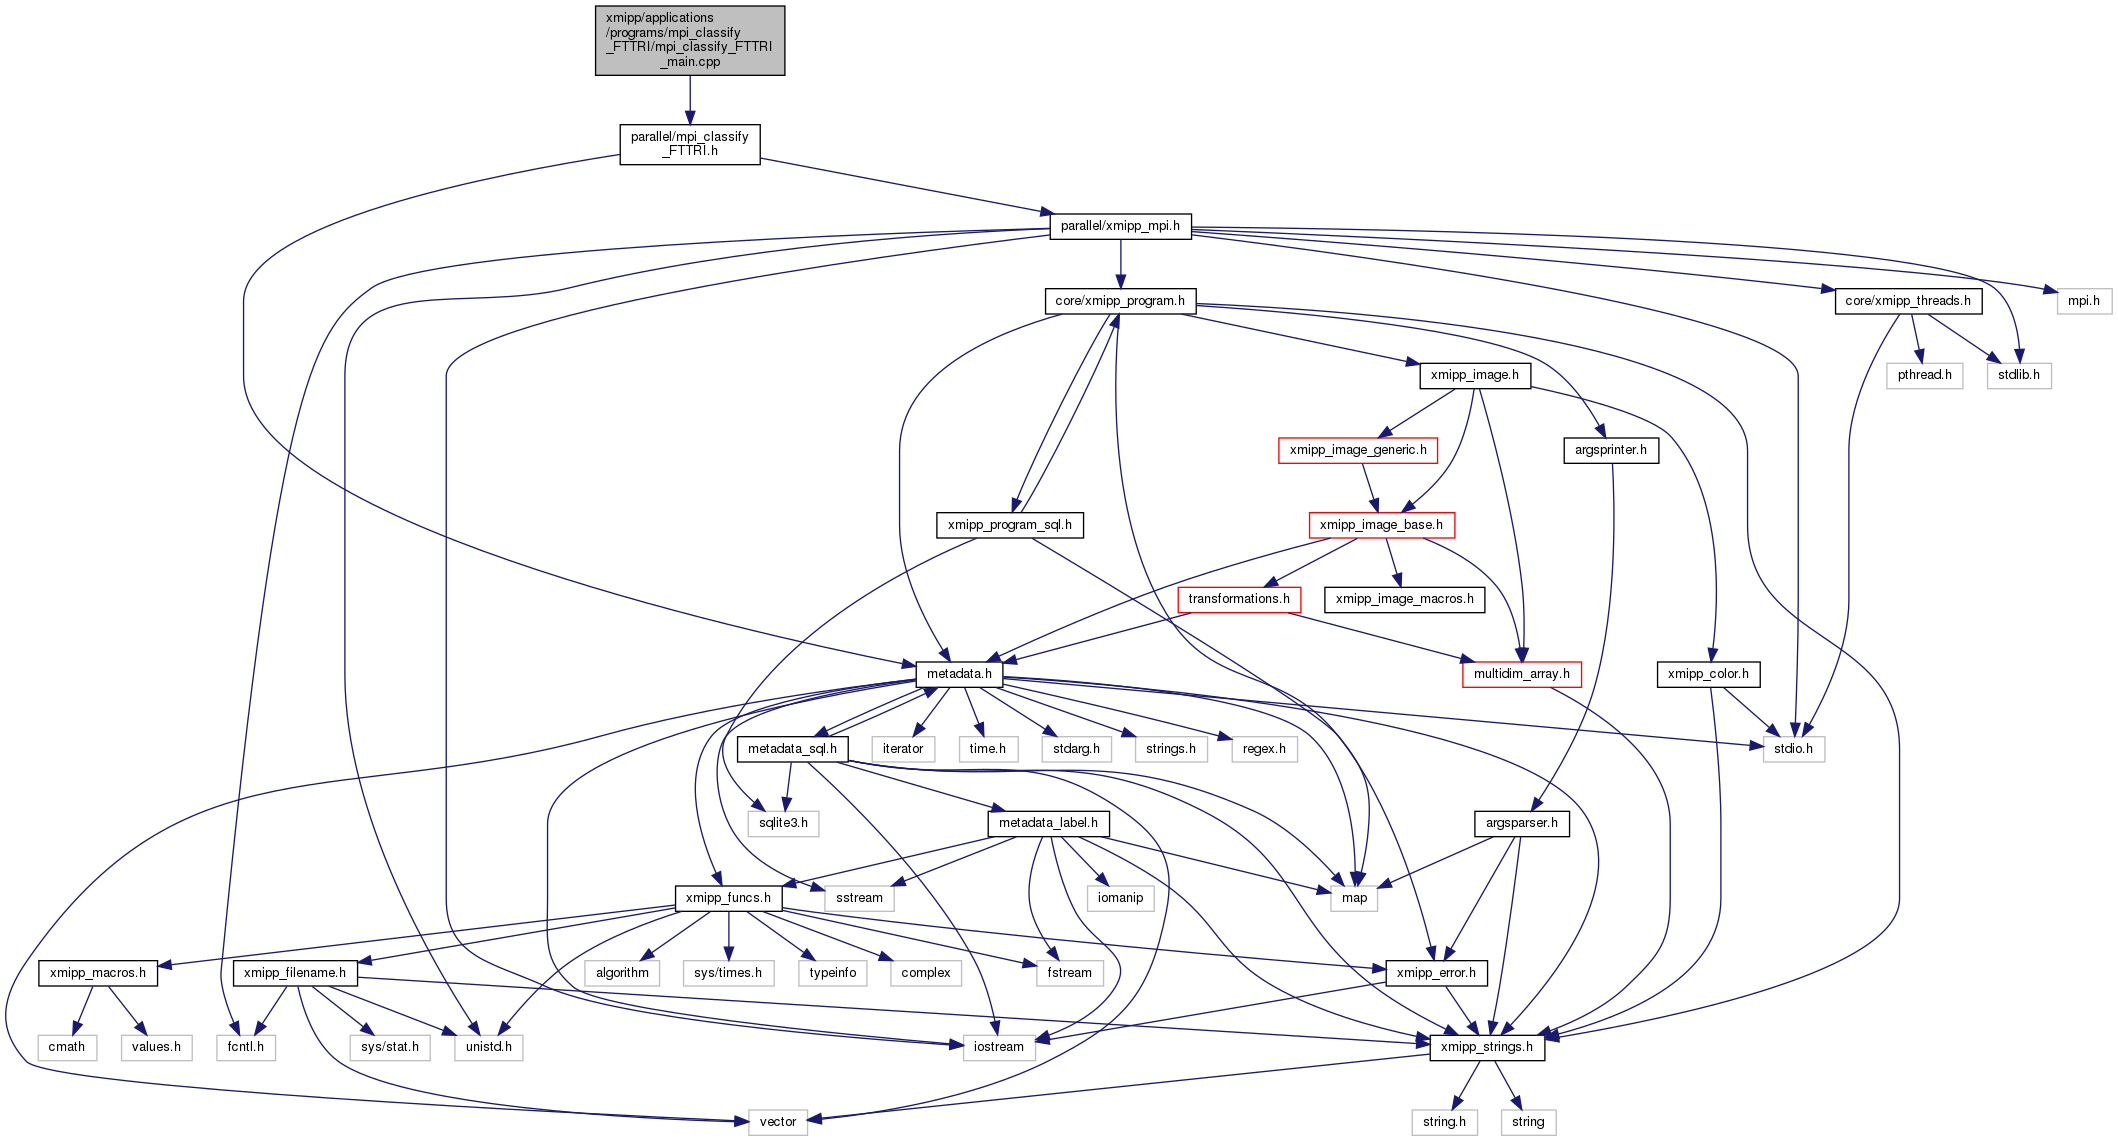 xmipp/applications
/programs/mpi_classify
_FTTRI/mpi_classify_FTTRI
_main.cpp
parallel/mpi_classify
_FTTRI.h
parallel/xmipp_mpi.h
core/xmipp_program.h
core/xmipp_threads.h
mpi.h
xmipp_image.h
pthread.h
stdlib.h
xmipp_image_generic.h
argsprinter.h
xmipp_program_sql.h
xmipp_image_base.h
transformations.h
xmipp_image_macros.h
metadata.h
multidim_array.h
xmipp_color.h
metadata_sql.h
iterator
time.h
stdarg.h
strings.h
regex.h
stdio.h
sqlite3.h
metadata_label.h
argsparser.h
xmipp_funcs.h
sstream
iomanip
map
xmipp_macros.h
xmipp_filename.h
algorithm
sys/times.h
typeinfo
complex
fstream
xmipp_error.h
cmath
values.h
fcntl.h
sys/stat.h
unistd.h
iostream
xmipp_strings.h
vector
string.h
string